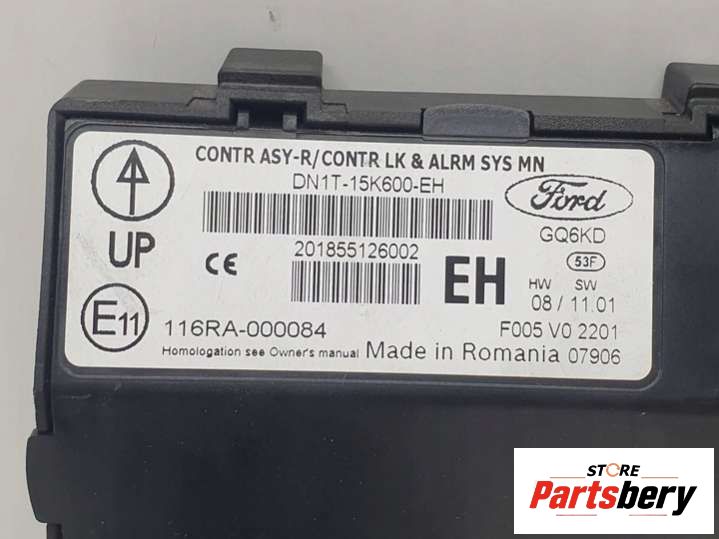 CONTR ASY-R/CONTR LK & ALRM SYS MN
DN1T-15K600-EH
Ford
UP
CE
201855126002
EH
GQ6KD
53F
HW SW
08 / 11.01
E11
116RA-000084
F005 V0 2201
Homologation see Owner's manual Made in Romania 07906
STORE
Partsbery